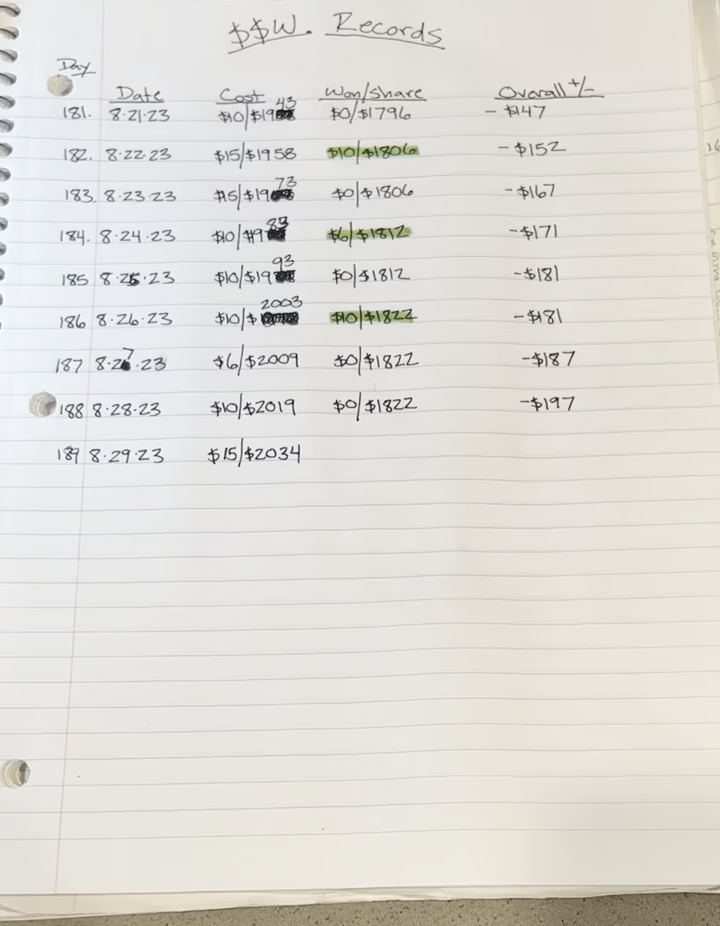 $$W. Records
Day
Date Cost Won/Share Overall +/-
181. 8.21.23 $10/$1943 $0/$1796 - $147
182. 8.22.23 $15/$1958 $10/$1806 - $152
183. 8.23.23 $15/$1973 $0/$1806 - $167
184. 8.24.23 $10/$1983 $6/$1812 - $171
185 8.25.23 $10/$1993 $0/$1812 - $181
186 8.26.23 $10/$2003 $10/$1822 - $181
187 8.27.23 $6/$2009 $0/$1822 - $187
188 8.28.23 $10/$2019 $0/$1822 - $197
189 8.29.23 $15/$2034